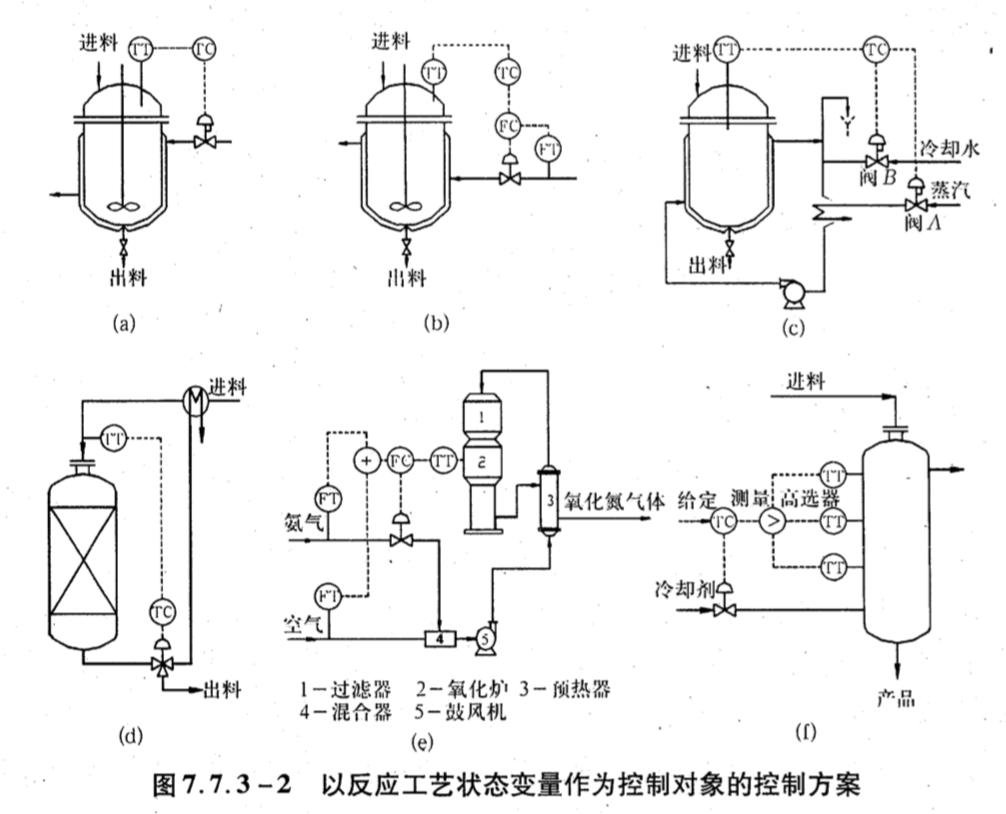 进料 TT TC
出料
(a)
进料
TT TC
FC
FT
出料
(b)
进料 TT TC
冷却水
阀B
蒸汽
阀A
出料
(c)
进料
TT
TC
出料
(d)
1
+ FC TT 2
FT
3
氨气
氧化氮气体
FT
空气
4
5
1-过滤器 2-氧化炉 3-预热器
4-混合器 5-鼓风机
(e)
进料
TT
给定 测量 高选器
TC > TT
TT
冷却剂
产品
(f)
图7.7.3-2 以反应工艺状态变量作为控制对象的控制方案